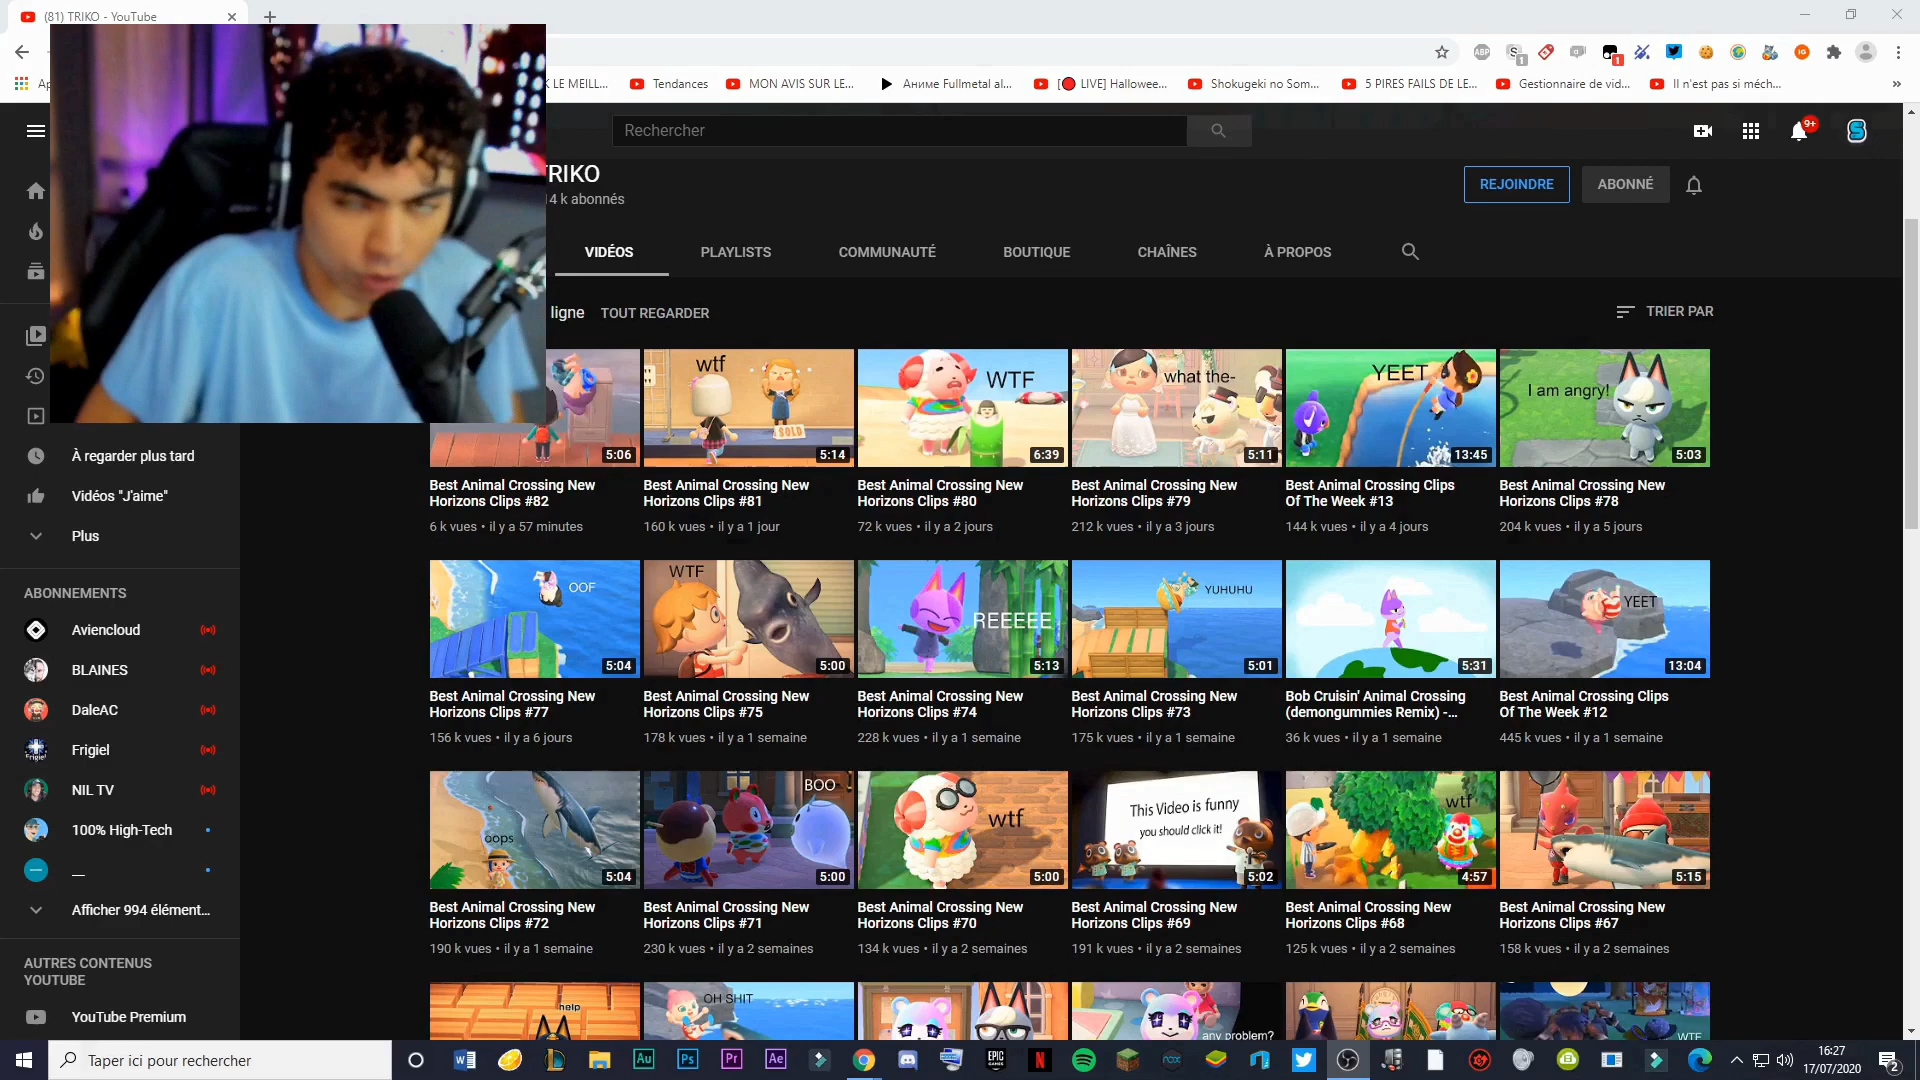 (81) TRIKO - YouTube
K LE MEILL...
Tendances
MON AVIS SUR LE...
Аниме Fullmetal al...
[🔴 LIVE] Hallowee...
Shokugeki no Som...
5 PIRES FAILS DE LE...
Gestionnaire de vid...
Il n'est pas si méch...
»
Rechercher
9+
TRIKO
14 k abonnés
REJOINDRE
ABONNÉ
VIDÉOS
PLAYLISTS
COMMUNAUTÉ
BOUTIQUE
CHAÎNES
À PROPOS
ligne
TOUT REGARDER
TRIER PAR
5:06
wtf
SOLD
5:14
WTF
6:39
what the-
5:11
YEET
13:45
I am angry!
5:03
Best Animal Crossing New
Horizons Clips #82
6 k vues • il y a 57 minutes
Best Animal Crossing New
Horizons Clips #81
160 k vues • il y a 1 jour
Best Animal Crossing New
Horizons Clips #80
72 k vues • il y a 2 jours
Best Animal Crossing New
Horizons Clips #79
212 k vues • il y a 3 jours
Best Animal Crossing Clips
Of The Week #13
144 k vues • il y a 4 jours
Best Animal Crossing New
Horizons Clips #78
204 k vues • il y a 5 jours
OOF
5:04
WTF
5:00
REEEEE
5:13
YUHUHU
5:01
5:31
YEET
13:04
Best Animal Crossing New
Horizons Clips #77
156 k vues • il y a 6 jours
Best Animal Crossing New
Horizons Clips #75
178 k vues • il y a 1 semaine
Best Animal Crossing New
Horizons Clips #74
228 k vues • il y a 1 semaine
Best Animal Crossing New
Horizons Clips #73
175 k vues • il y a 1 semaine
Bob Cruisin' Animal Crossing
(demongummies Remix) -...
36 k vues • il y a 1 semaine
Best Animal Crossing Clips
Of The Week #12
445 k vues • il y a 1 semaine
oops
5:04
BOO
5:00
wtf
5:00
This Video is funny
you should click it!
5:02
wtf
4:57
5:15
Best Animal Crossing New
Horizons Clips #72
190 k vues • il y a 1 semaine
Best Animal Crossing New
Horizons Clips #71
230 k vues • il y a 2 semaines
Best Animal Crossing New
Horizons Clips #70
134 k vues • il y a 2 semaines
Best Animal Crossing New
Horizons Clips #69
191 k vues • il y a 2 semaines
Best Animal Crossing New
Horizons Clips #68
125 k vues • il y a 2 semaines
Best Animal Crossing New
Horizons Clips #67
158 k vues • il y a 2 semaines
help
OH SHIT
any problem?
WTF
À regarder plus tard
Vidéos "J'aime"
Plus
ABONNEMENTS
Aviencloud
BLAINES
DaleAC
Frigiel
NIL TV
100% High-Tech
__
Afficher 994 élément...
AUTRES CONTENUS
YOUTUBE
YouTube Premium
Taper ici pour rechercher
16:27
17/07/2020
2